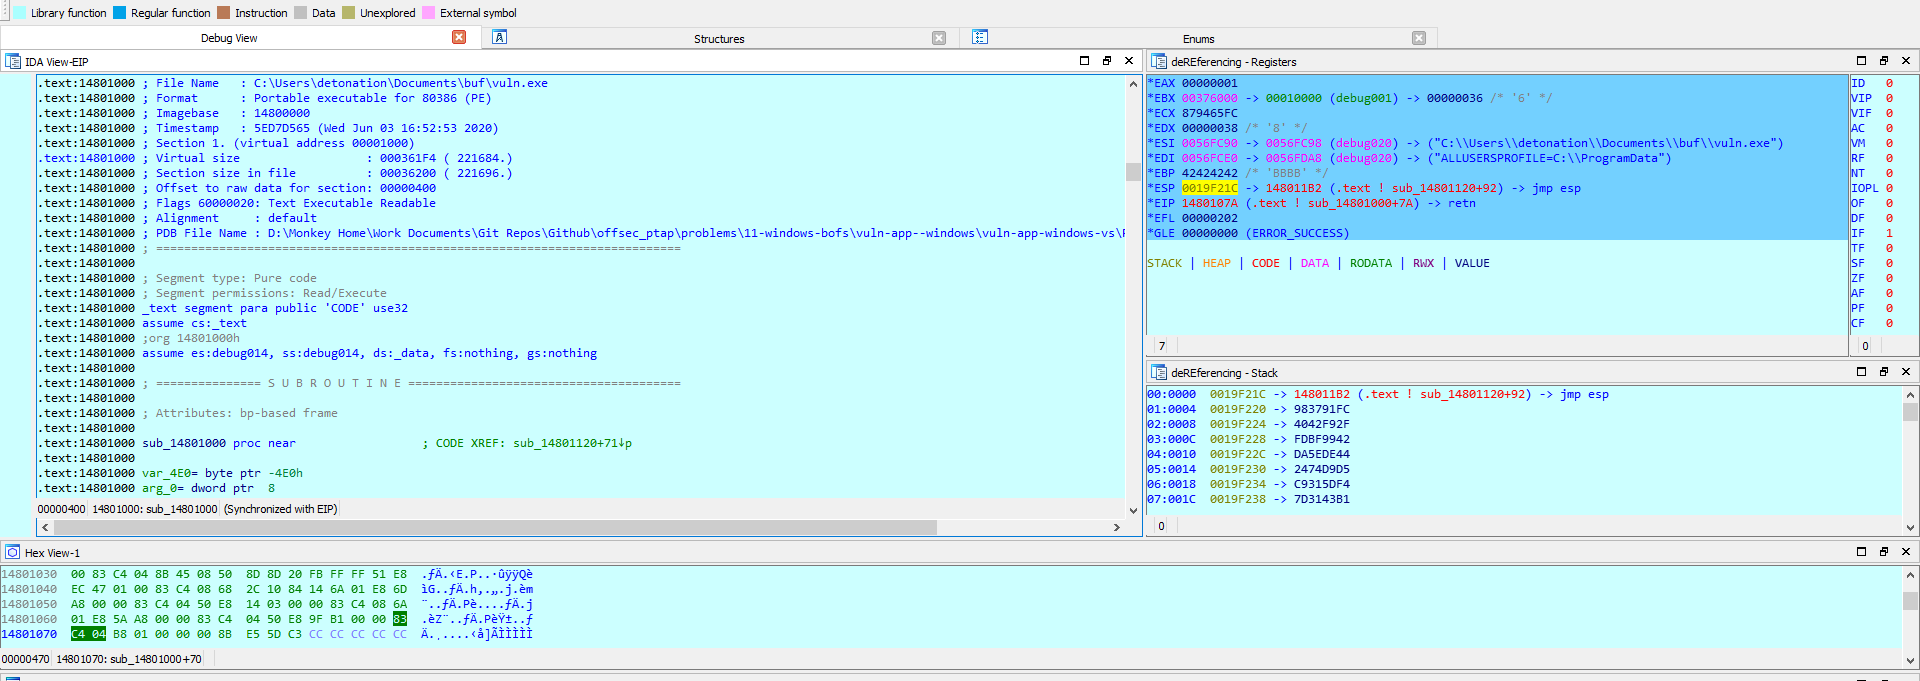 Library function Regular function Instruction Data Unexplored External symbol
Debug View Structures Enums
IDA View-EIP
.text:14801000 ; File Name   : C:\Users\detonation\Documents\buf\vuln.exe
.text:14801000 ; Format      : Portable executable for 80386 (PE)
.text:14801000 ; Imagebase   : 14800000
.text:14801000 ; Timestamp   : 5ED7D565 (Wed Jun 03 16:52:53 2020)
.text:14801000 ; Section 1. (virtual address 00001000)
.text:14801000 ; Virtual size                  : 000361F4 ( 221684.)
.text:14801000 ; Section size in file          : 00036200 ( 221696.)
.text:14801000 ; Offset to raw data for section: 00000400
.text:14801000 ; Flags 60000020: Text Executable Readable
.text:14801000 ; Alignment     : default
.text:14801000 ; PDB File Name : D:\Monkey Home\Work Documents\Git Repos\Github\offsec_ptap\problems\11-windows-bofs\vuln-app--windows\vuln-app-windows-vs\
.text:14801000 ; ===========================================================================
.text:14801000
.text:14801000 ; Segment type: Pure code
.text:14801000 ; Segment permissions: Read/Execute
.text:14801000 _text segment para public 'CODE' use32
.text:14801000 assume cs:_text
.text:14801000 ;org 14801000h
.text:14801000 assume es:debug014, ss:debug014, ds:_data, fs:nothing, gs:nothing
.text:14801000
.text:14801000 ; =============== S U B R O U T I N E =======================================
.text:14801000
.text:14801000 ; Attributes: bp-based frame
.text:14801000
.text:14801000 sub_14801000 proc near                  ; CODE XREF: sub_14801120+71↓p
.text:14801000
.text:14801000 var_4E0= byte ptr -4E0h
.text:14801000 arg_0= dword ptr  8
00000400 14801000: sub_14801000 (Synchronized with EIP)
deREferencing - Registers
*EAX 00000001
*EBX 00376000 -> 00010000 (debug001) -> 00000036 /* '6' */
*ECX 879465FC
*EDX 00000038 /* '8' */
*ESI 0056FC90 -> 0056FC98 (debug020) -> ("C:\\Users\\detonation\\Documents\\buf\\vuln.exe")
*EDI 0056FCE0 -> 0056FDA8 (debug020) -> ("ALLUSERSPROFILE=C:\\ProgramData")
*EBP 42424242 /* 'BBBB' */
*ESP 0019F21C -> 148011B2 (.text ! sub_14801120+92) -> jmp esp
*EIP 1480107A (.text ! sub_14801000+7A) -> retn
*EFL 00000202
*GLE 00000000 (ERROR_SUCCESS)
STACK | HEAP | CODE | DATA | RODATA | RWX | VALUE
7
ID 0
VIP 0
VIF 0
AC 0
VM 0
RF 0
NT 0
IOPL 0
OF 0
DF 0
IF 1
TF 0
SF 0
ZF 0
AF 0
PF 0
CF 0
0
deREferencing - Stack
00:0000 0019F21C -> 148011B2 (.text ! sub_14801120+92) -> jmp esp
01:0004 0019F220 -> 983791FC
02:0008 0019F224 -> 4042F92F
03:000C 0019F228 -> FDBF9942
04:0010 0019F22C -> DA5EDE44
05:0014 0019F230 -> 2474D9D5
06:0018 0019F234 -> C9315DF4
07:001C 0019F238 -> 7D3143B1
0
Hex View-1
14801030 00 83 C4 04 8B 45 08 50 8D 8D 20 FB FF FF 51 E8 .ƒÄ.‹E.P..·ûÿÿQè
14801040 EC 47 01 00 83 C4 08 68 2C 10 84 14 6A 01 E8 6D ìG..ƒÄ.h,.„.j.èm
14801050 A8 00 00 83 C4 04 50 E8 14 03 00 00 83 C4 08 6A ¨..ƒÄ.Pè....ƒÄ.j
14801060 01 E8 5A A8 00 00 83 C4 04 50 E8 9F B1 00 00 83 .èZ¨..ƒÄ.PèŸ±..ƒ
14801070 C4 04 B8 01 00 00 00 8B E5 5D C3 CC CC CC CC CC Ä.¸....‹å]ÃÌÌÌÌÌ
00000470 14801070: sub_14801000+70